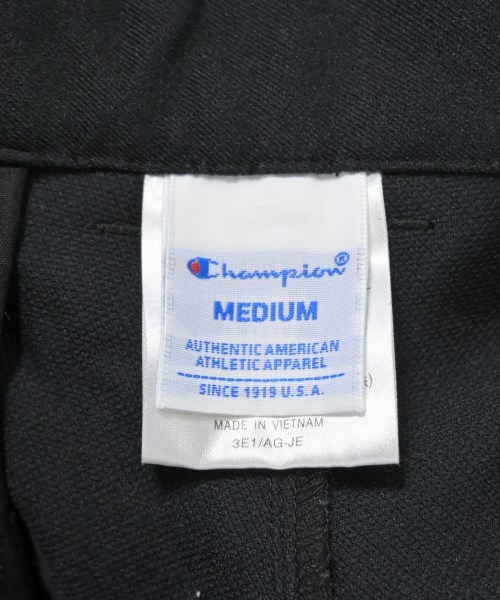 Champion®
MEDIUM
AUTHENTIC AMERICAN
ATHLETIC APPAREL
SINCE 1919 U.S.A.
MADE IN VIETNAM
3E1/AG-JE